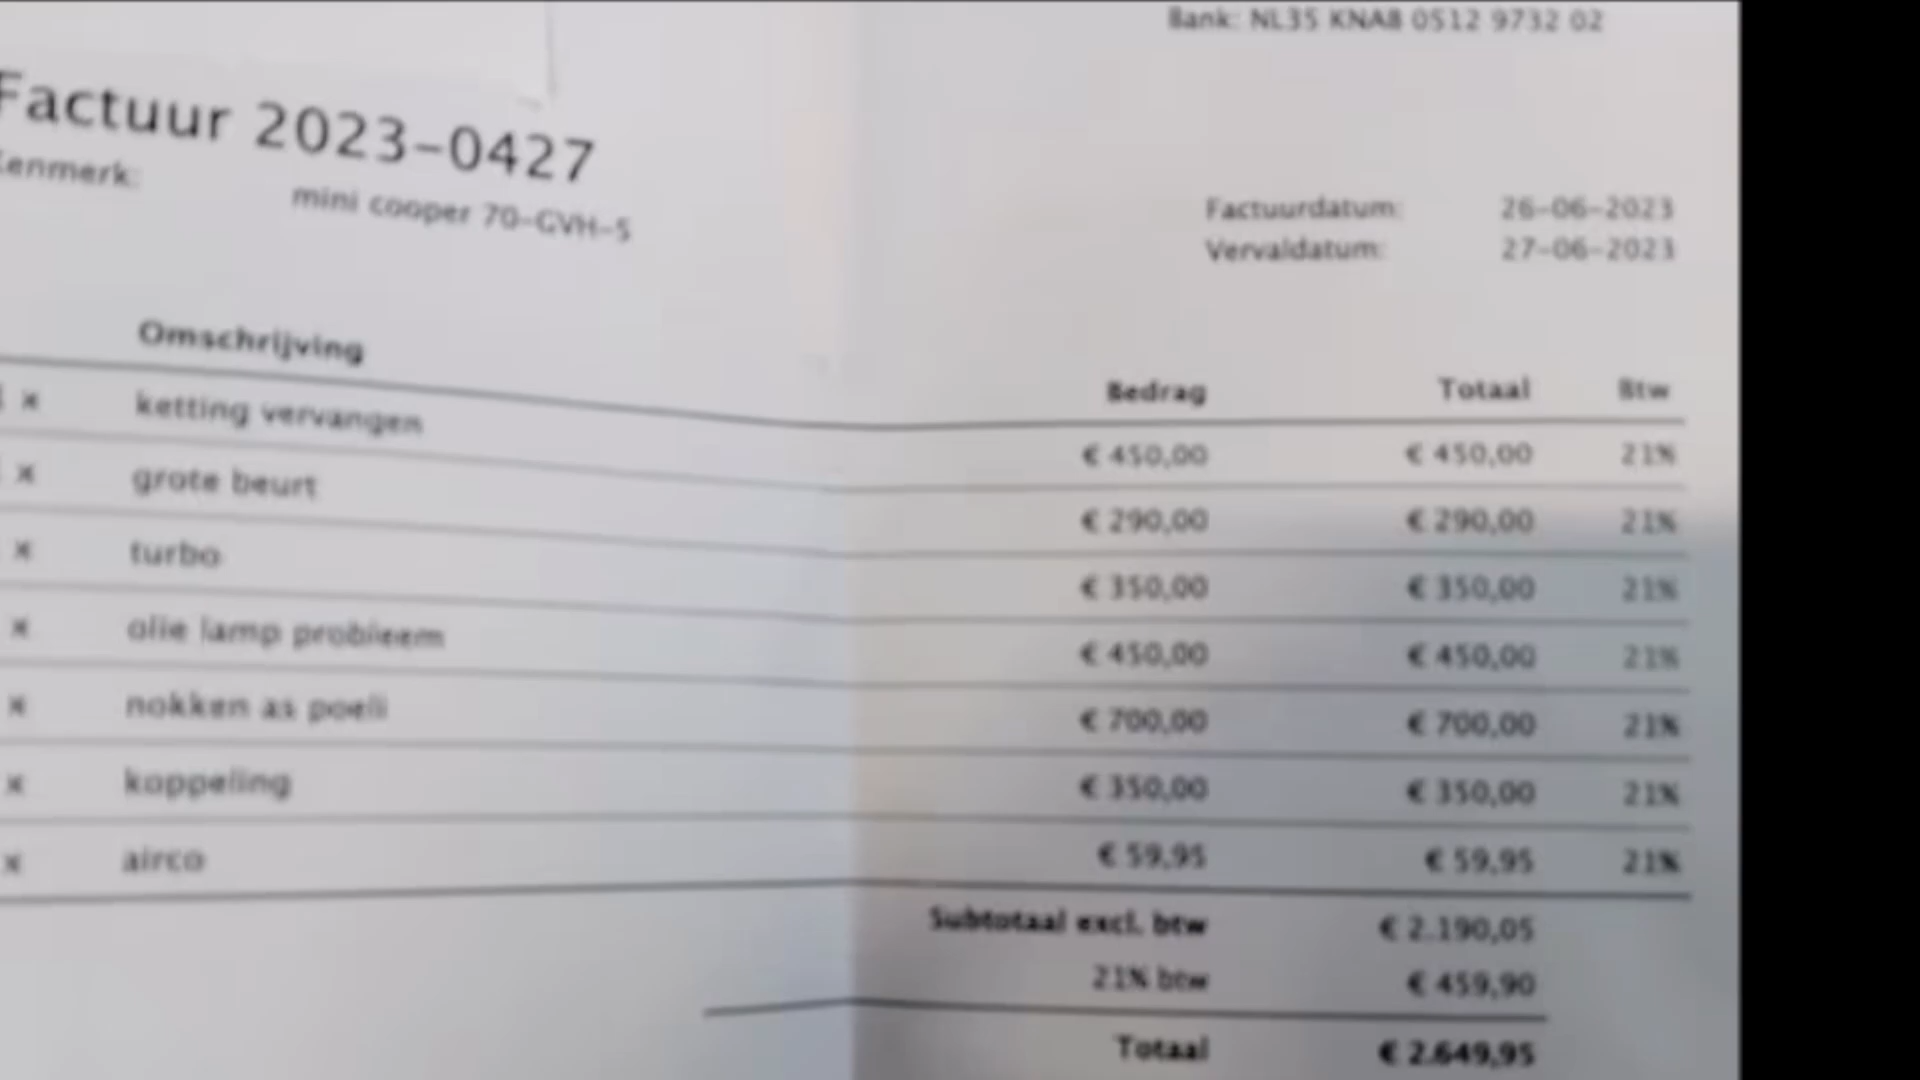 Bank: NL35 KNAB 0512 9732 02
Factuur 2023-0427
Kenmerk: mini cooper 70-GVH-5
Factuurdatum: 26-06-2023
Vervaldatum: 27-06-2023
Omschrijving Bedrag Totaal Btw
x ketting vervangen € 450,00 € 450,00 21%
x grote beurt € 290,00 € 290,00 21%
x turbo € 350,00 € 350,00 21%
x olie lamp probleem € 450,00 € 450,00 21%
x nokken as poeli € 700,00 € 700,00 21%
x koppeling € 350,00 € 350,00 21%
x airco € 59,95 € 59,95 21%
Subtotaal excl. btw € 2.190,05
21% btw € 459,90
Totaal € 2.649,95